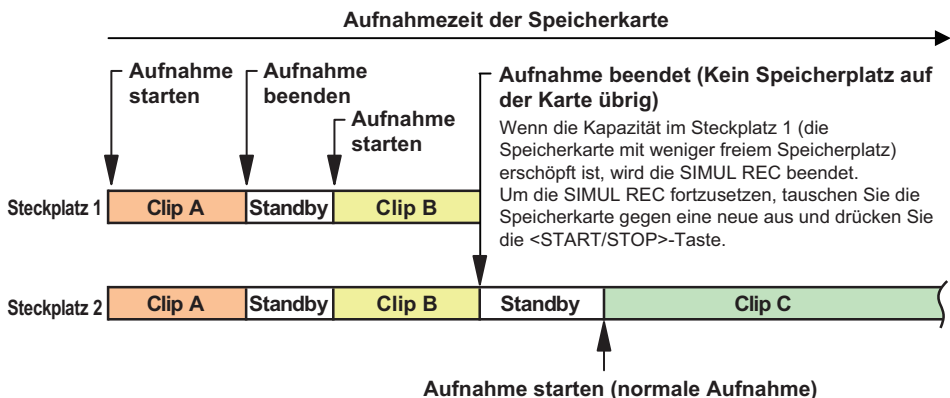 Aufnahmezeit der Speicherkarte
Aufnahme
starten
Aufnahme
beenden
Aufnahme
starten
Aufnahme beendet (Kein Speicherplatz auf
der Karte übrig)
Wenn die Kapazität im Steckplatz 1 (die
Speicherkarte mit weniger freiem Speicherplatz)
erschöpft ist, wird die SIMUL REC beendet.
Um die SIMUL REC fortzusetzen, tauschen Sie die
Speicherkarte gegen eine neue aus und drücken Sie
die <START/STOP>-Taste.
Steckplatz 1 Clip A Standby Clip B
Steckplatz 2 Clip A Standby Clip B Standby Clip C
Aufnahme starten (normale Aufnahme)